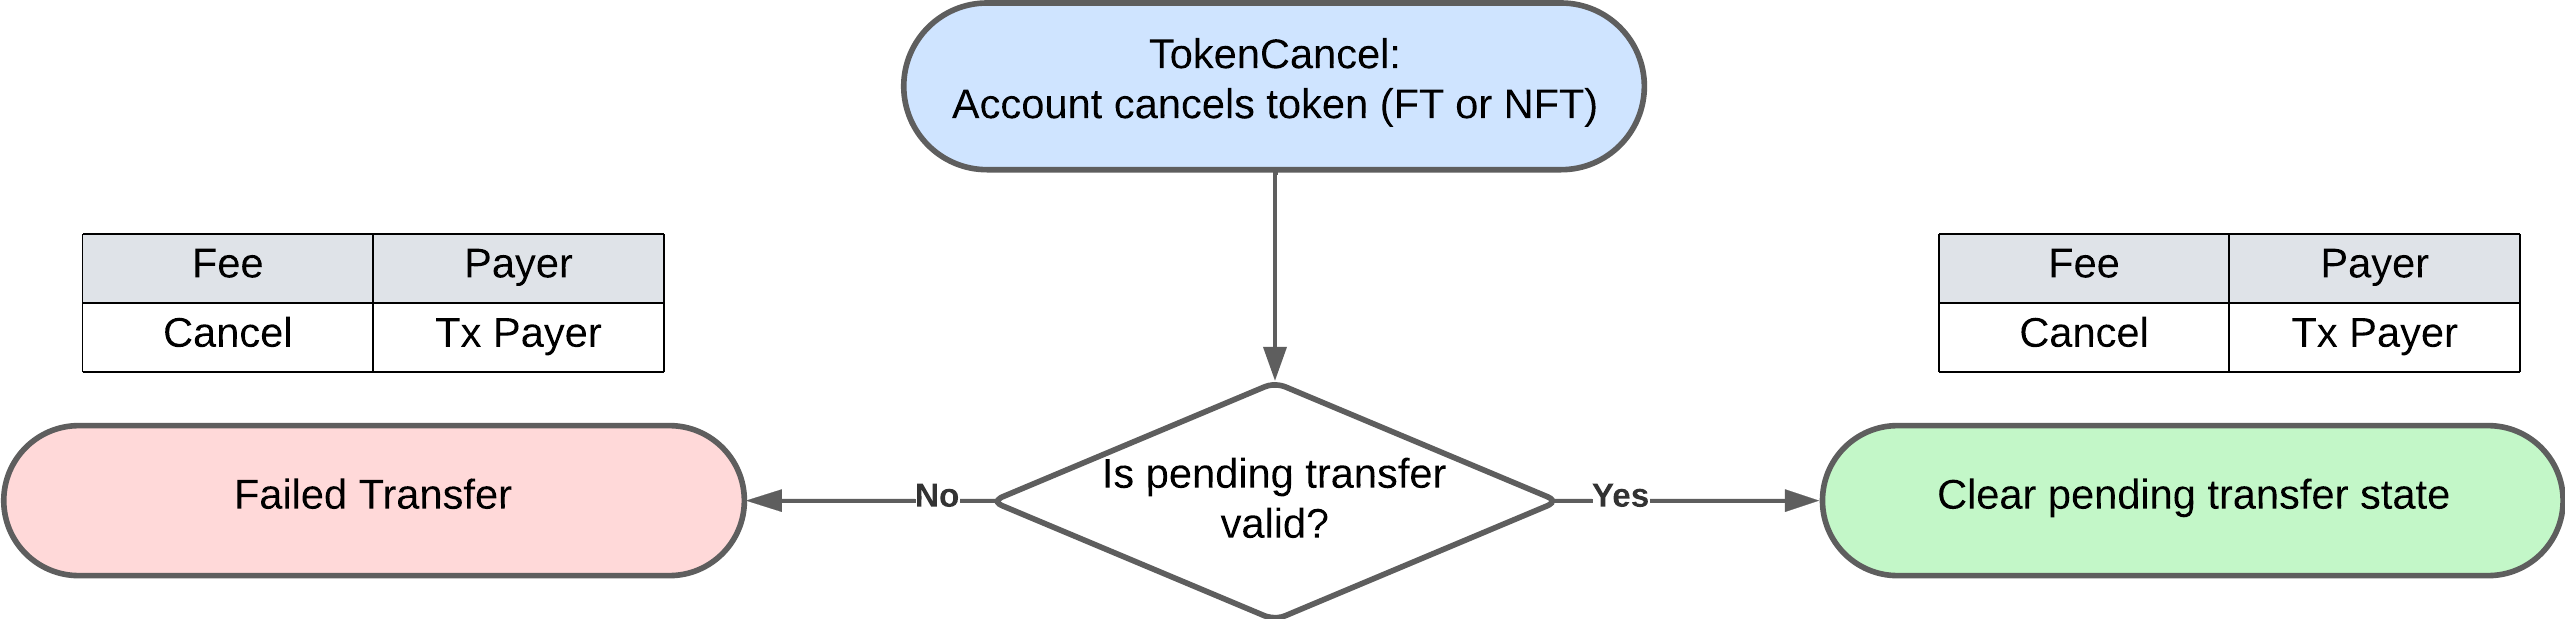 TokenCancel:
Account cancels token (FT or NFT)
Fee Payer
Cancel Tx Payer
Fee Payer
Cancel Tx Payer
Failed Transfer
No
Is pending transfer
valid?
Yes
Clear pending transfer state